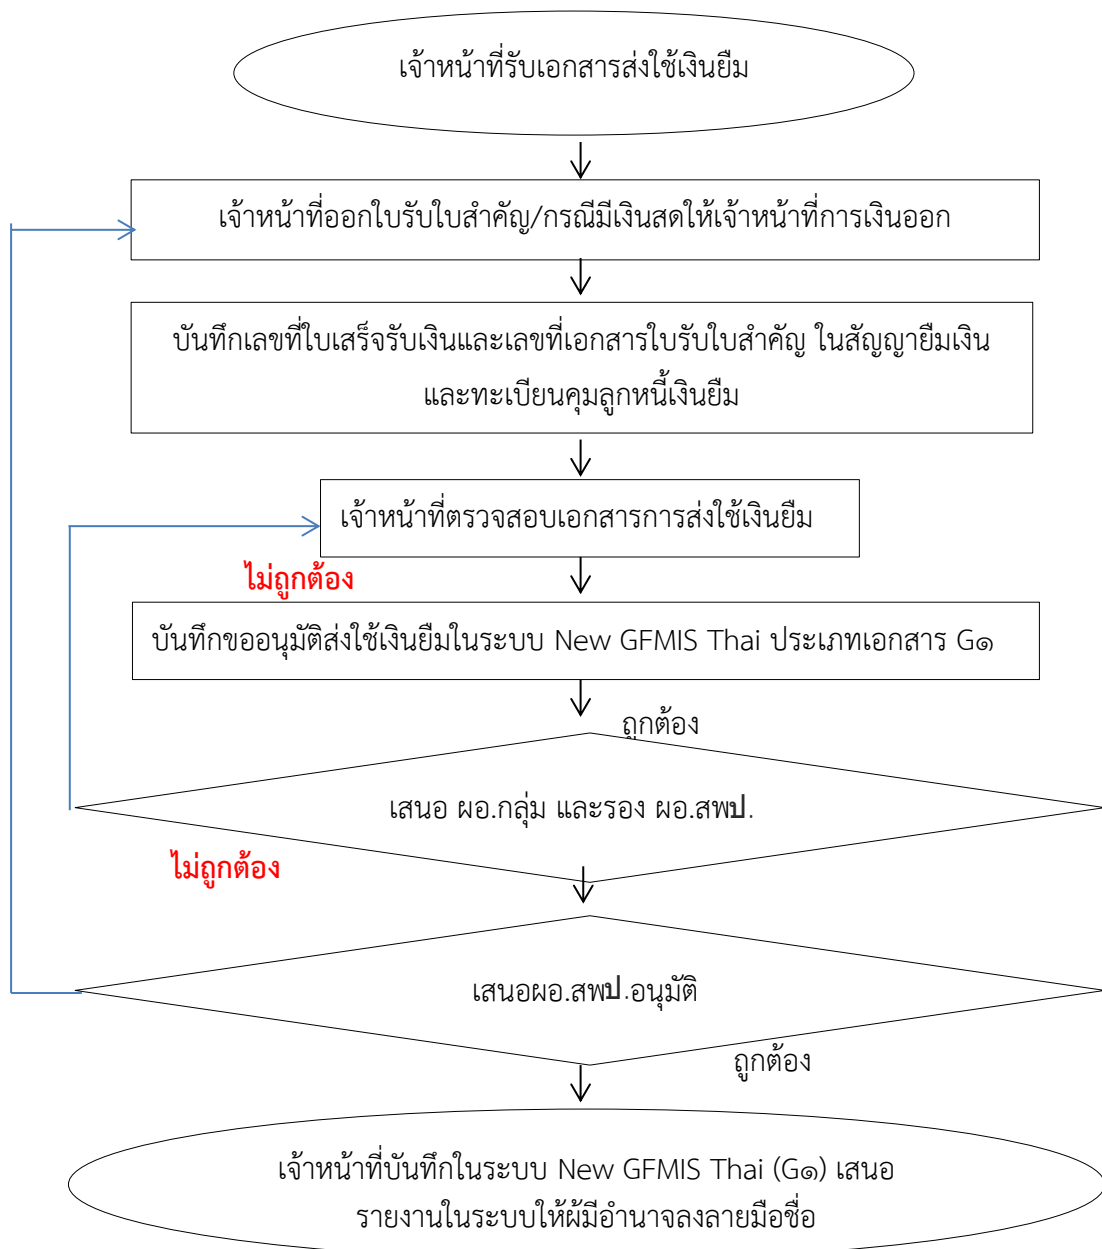 เจ้าหน้าที่รับเอกสารส่งใช้เงินยืม
เจ้าหน้าที่ออกใบรับใบสำคัญ/กรณีมีเงินสดให้เจ้าหน้าที่การเงินออก
บันทึกเลขที่ใบเสร็จรับเงินและเลขที่เอกสารใบรับใบสำคัญ ในสัญญายืมเงิน
และทะเบียนคุมลูกหนี้เงินยืม
เจ้าหน้าที่ตรวจสอบเอกสารการส่งใช้เงินยืม
ไม่ถูกต้อง
บันทึกขออนุมัติส่งใช้เงินยืมในระบบ New GFMIS Thai ประเภทเอกสาร G๑
ถูกต้อง
เสนอ ผอ.กลุ่ม และรอง ผอ.สพป.
ไม่ถูกต้อง
เสนอผอ.สพป.อนุมัติ
ถูกต้อง
เจ้าหน้าที่บันทึกในระบบ New GFMIS Thai (G๑) เสนอ
รายงานในระบบให้ผู้มีอำนาจลงลายมือชื่อ